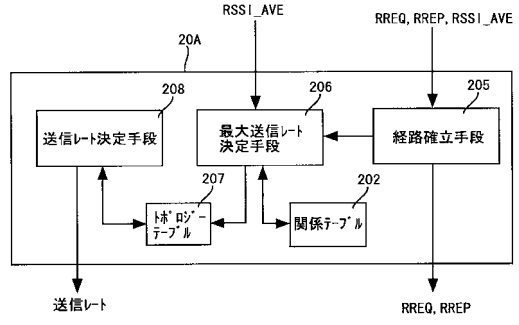 RSSI_AVE
RREQ, RREP, RSSI_AVE
20A
208
206
205
送信レート決定手段
最大送信レート
決定手段
経路確立手段
207
202
トポロジー
テーブル
関係テーブル
送信レート
RREQ, RREP